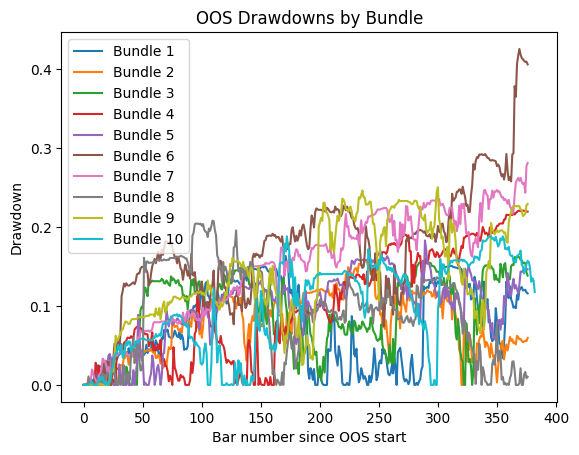 OOS Drawdowns by Bundle
Bundle 1
Bundle 2
Bundle 3
Bundle 4
Bundle 5
Bundle 6
Bundle 7
Bundle 8
Bundle 9
Bundle 10
Drawdown
0.4
0.3
0.2
0.1
0.0
0 50 100 150 200 250 300 350 400
Bar number since OOS start